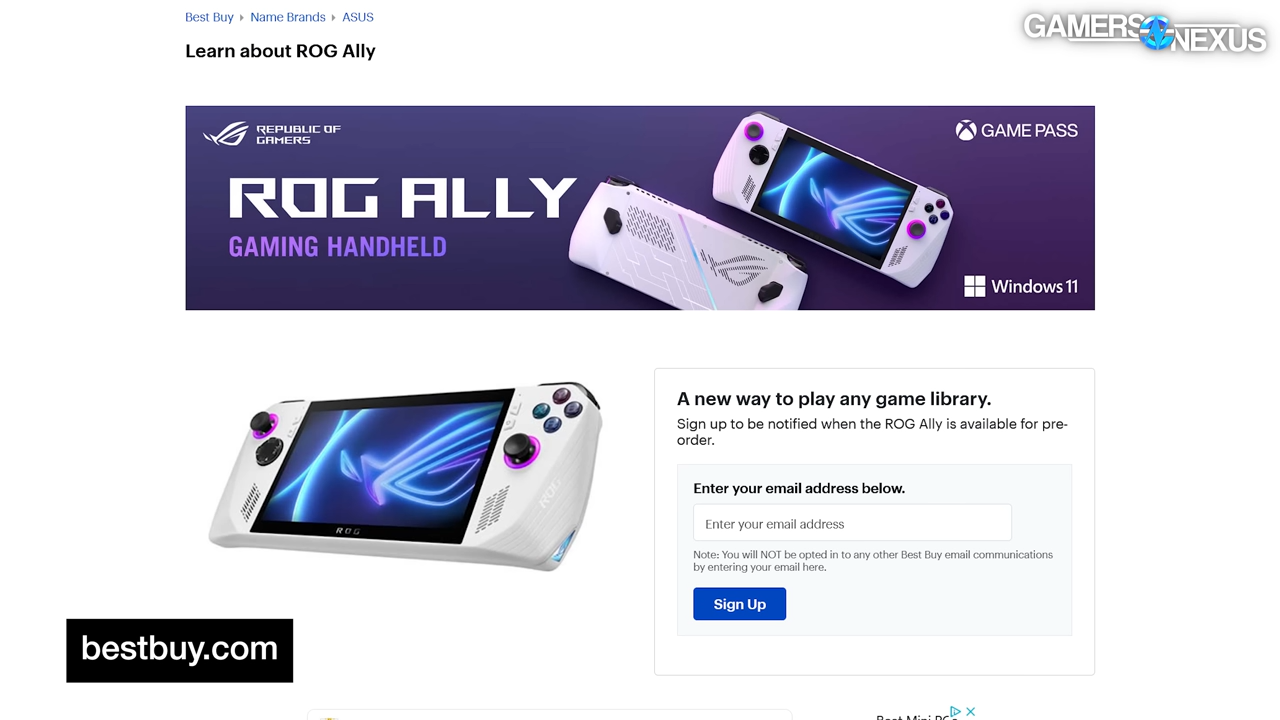 Best Buy Name Brands ASUS
GAMERS NEXUS
Learn about ROG Ally
REPUBLIC OF
GAMERS
GAME PASS
ROG ALLY
GAMING HANDHELD
Windows 11
A new way to play any game library.
Sign up to be notified when the ROG Ally is available for pre-
order.
Enter your email address below.
Enter your email address
Note: You will NOT be opted in to any other Best Buy email communications
by entering your email here.
Sign Up
ROG
ROG
bestbuy.com
Best Mini PCs